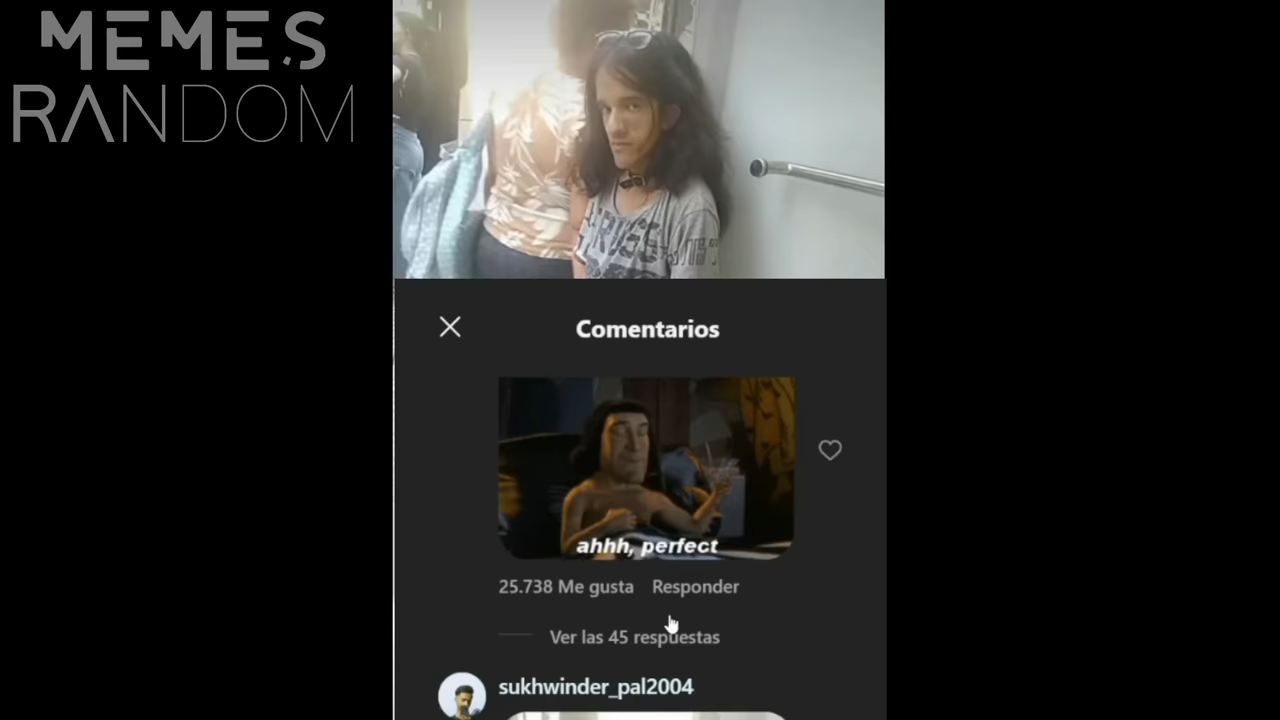 MEMES
RANDOM
Comentarios
ahhh, perfect
25.738 Me gusta Responder
Ver las 45 respuestas
sukhwinder_pal2004